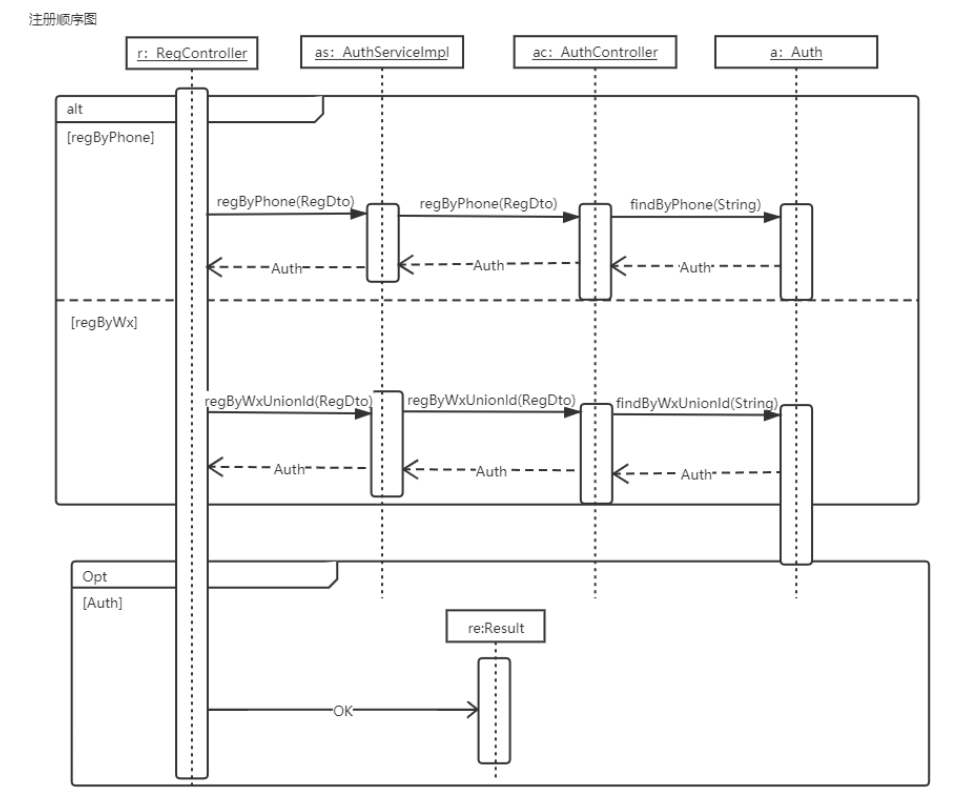 注册顺序图
r：RegController
as：AuthServiceImpl
ac：AuthController
a：Auth
alt
[regByPhone]
regByPhone(RegDto)
regByPhone(RegDto)
findByPhone(String)
Auth
Auth
Auth
[regByWx]
regByWxUnionId(RegDto)
regByWxUnionId(RegDto)
findByWxUnionId(String)
Auth
Auth
Auth
Opt
[Auth]
re:Result
OK